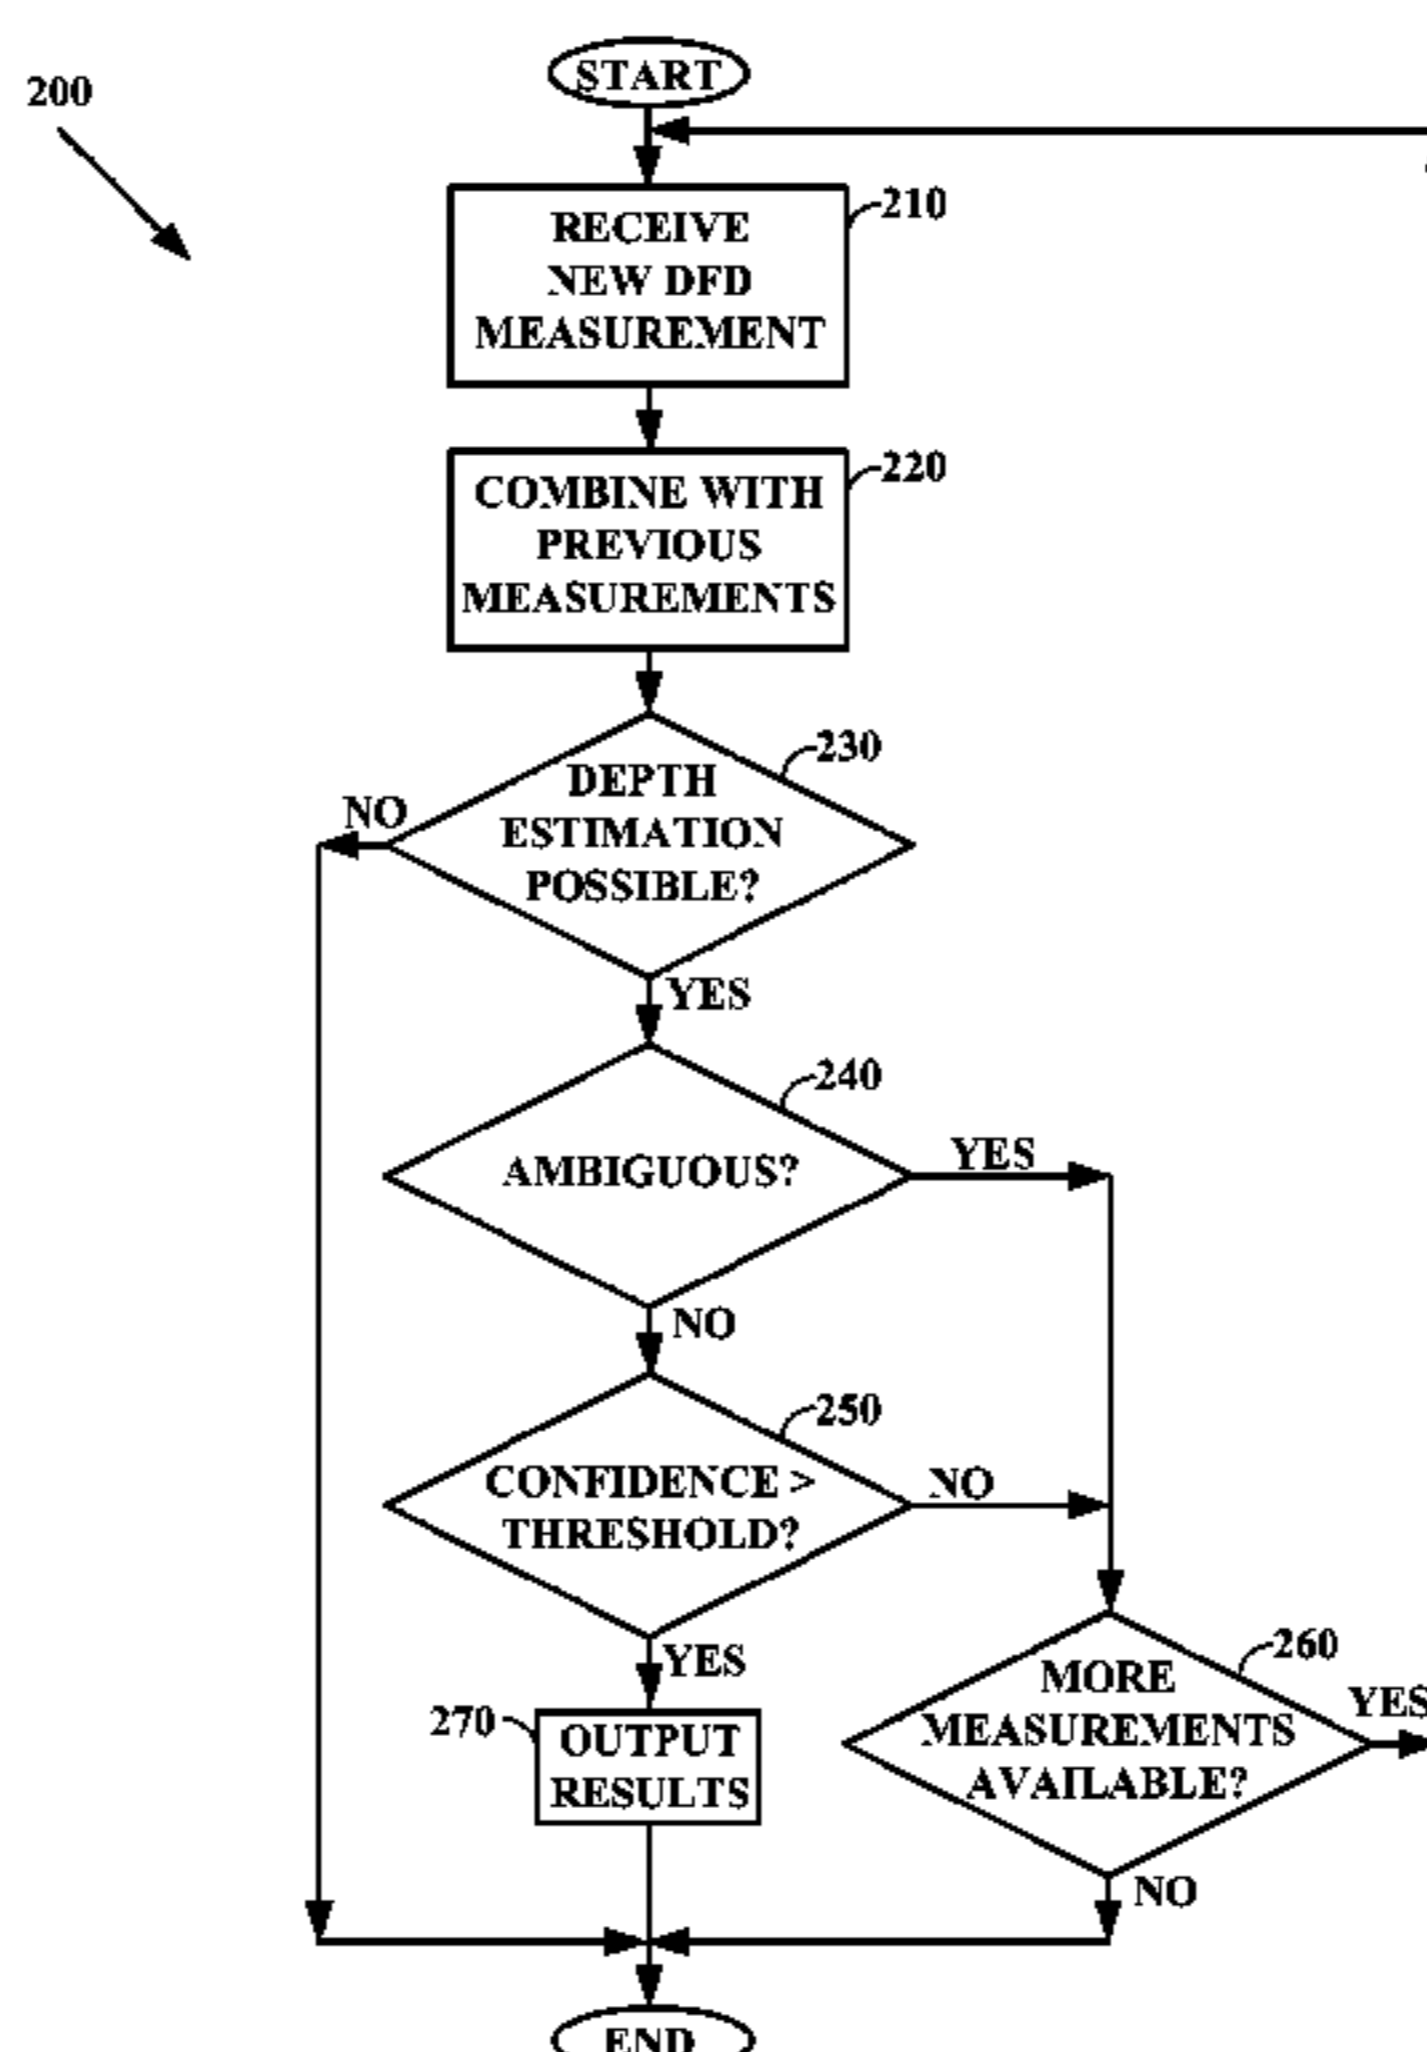 200
START
210
RECEIVE
NEW DFD
MEASUREMENT
220
COMBINE WITH
PREVIOUS
MEASUREMENTS
230
NO
DEPTH
ESTIMATION
POSSIBLE?
YES
240
AMBIGUOUS?
YES
NO
250
CONFIDENCE >
THRESHOLD?
NO
YES
260
MORE
MEASUREMENTS
AVAILABLE?
YES
270
OUTPUT
RESULTS
NO
END